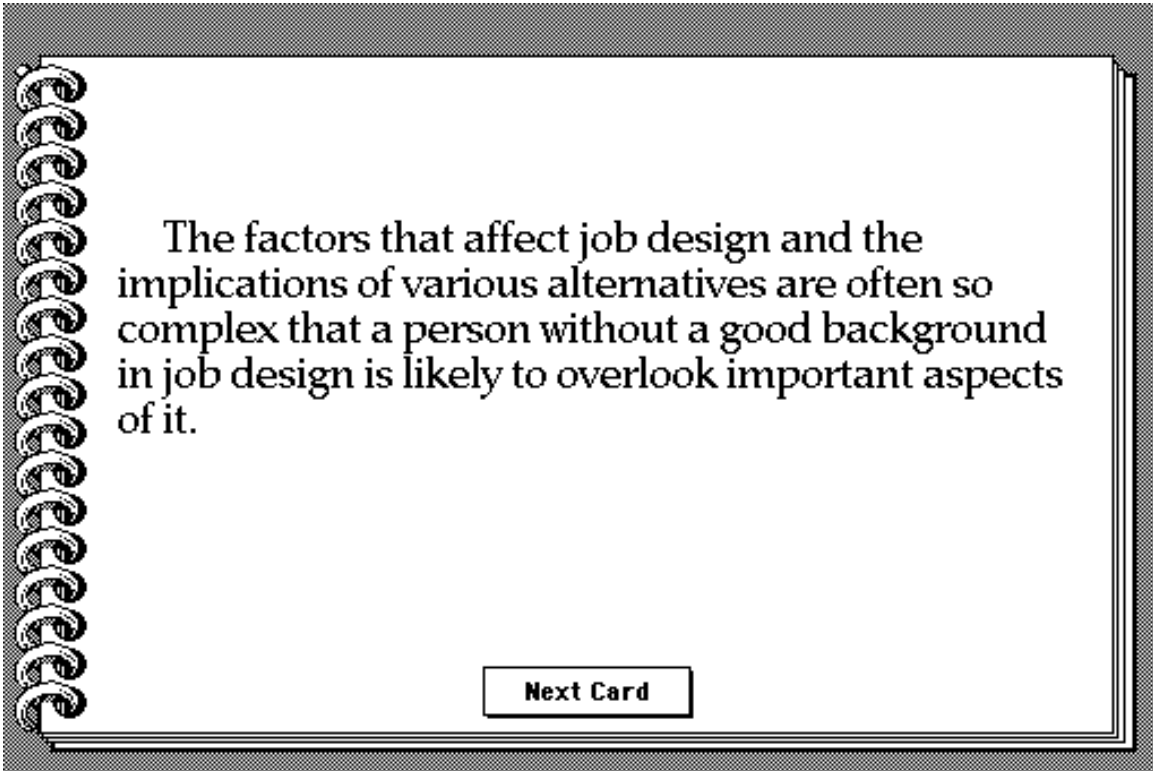 The factors that affect job design and the
implications of various alternatives are often so
complex that a person without a good background
in job design is likely to overlook important aspects
of it.
Next Card